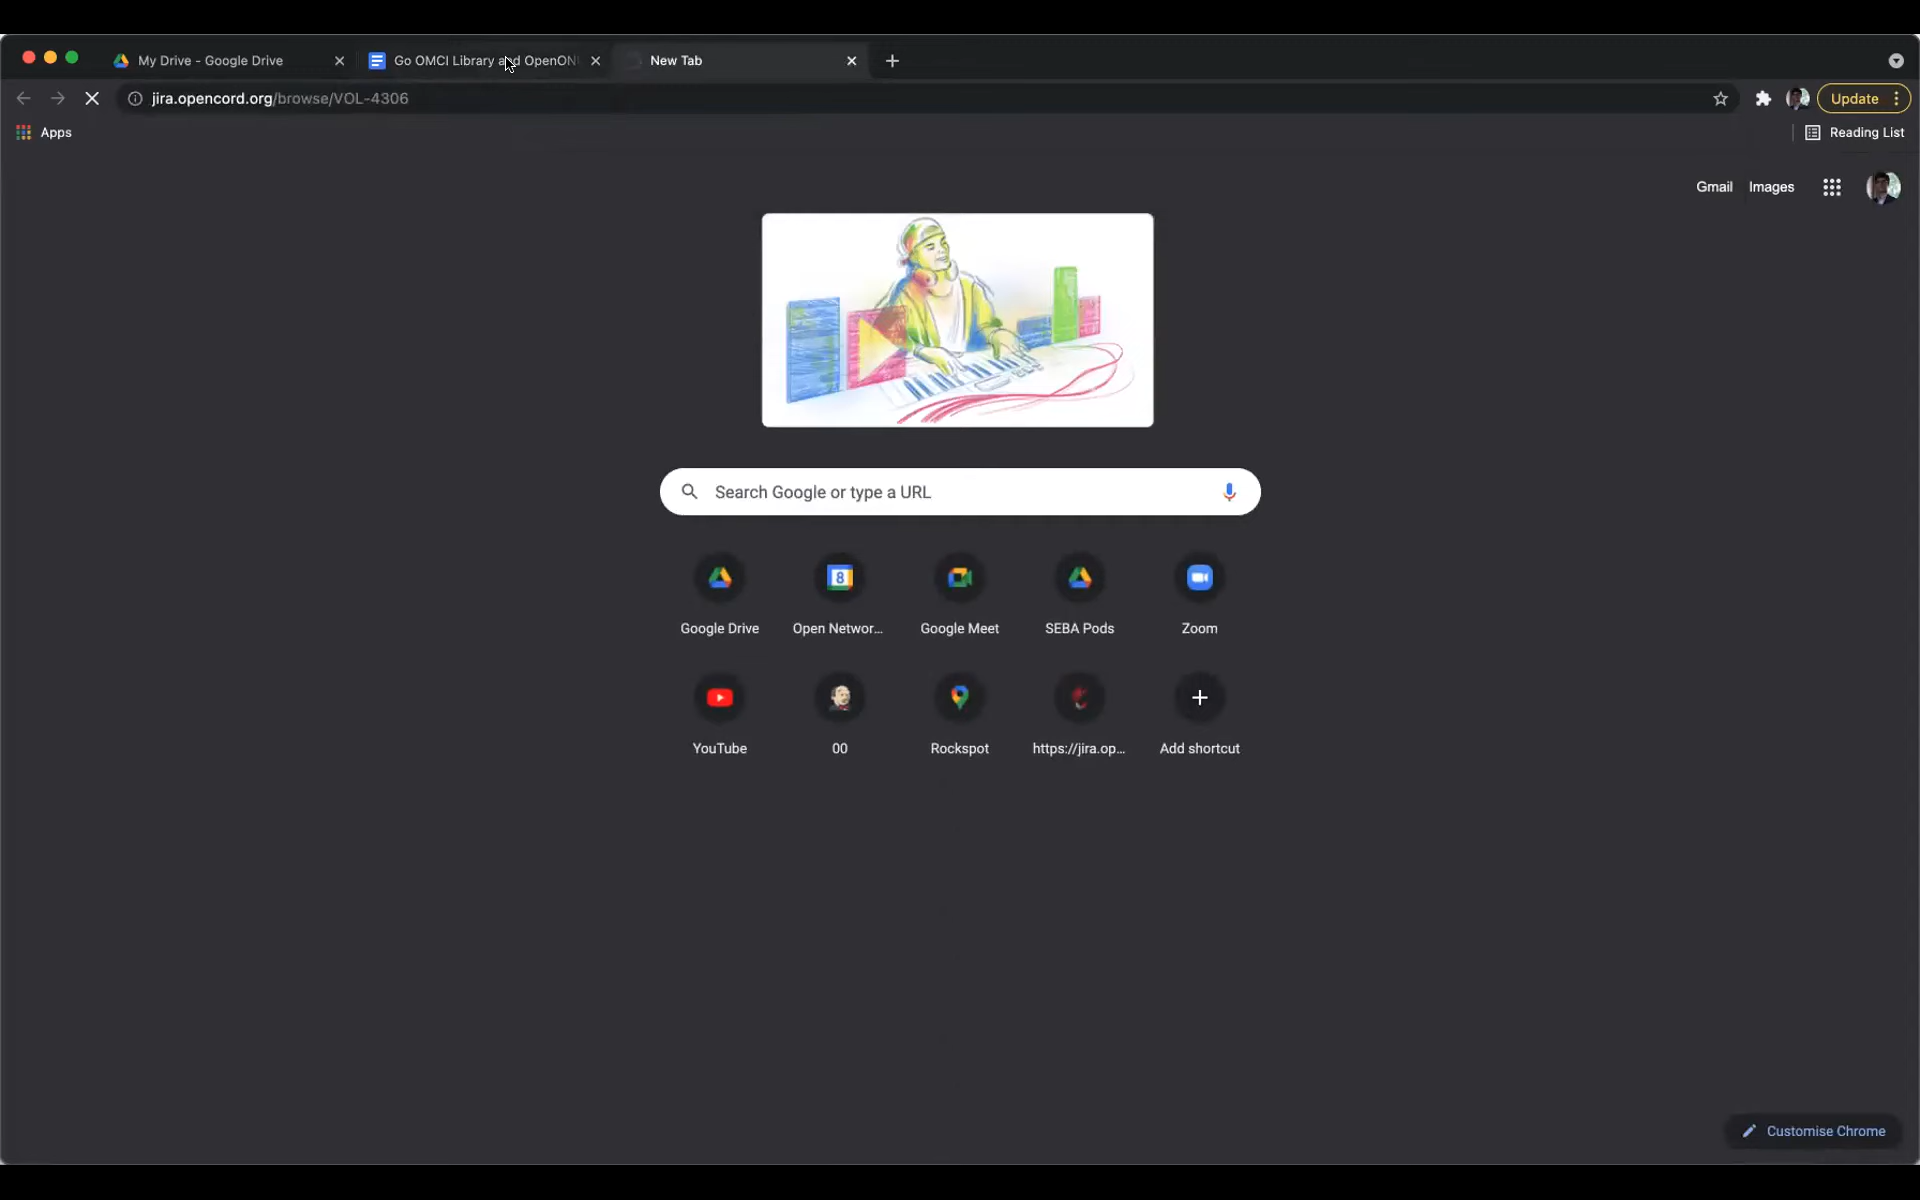 My Drive - Google Drive
Go OMCI Library and OpenON
New Tab
jira.opencord.org/browse/VOL-4306
Update
Apps
Reading List
Gmail
Images
Search Google or type a URL
8
Google Drive
Open Networ...
Google Meet
SEBA Pods
Zoom
YouTube
00
Rockspot
https://jira.op...
Add shortcut
Customise Chrome